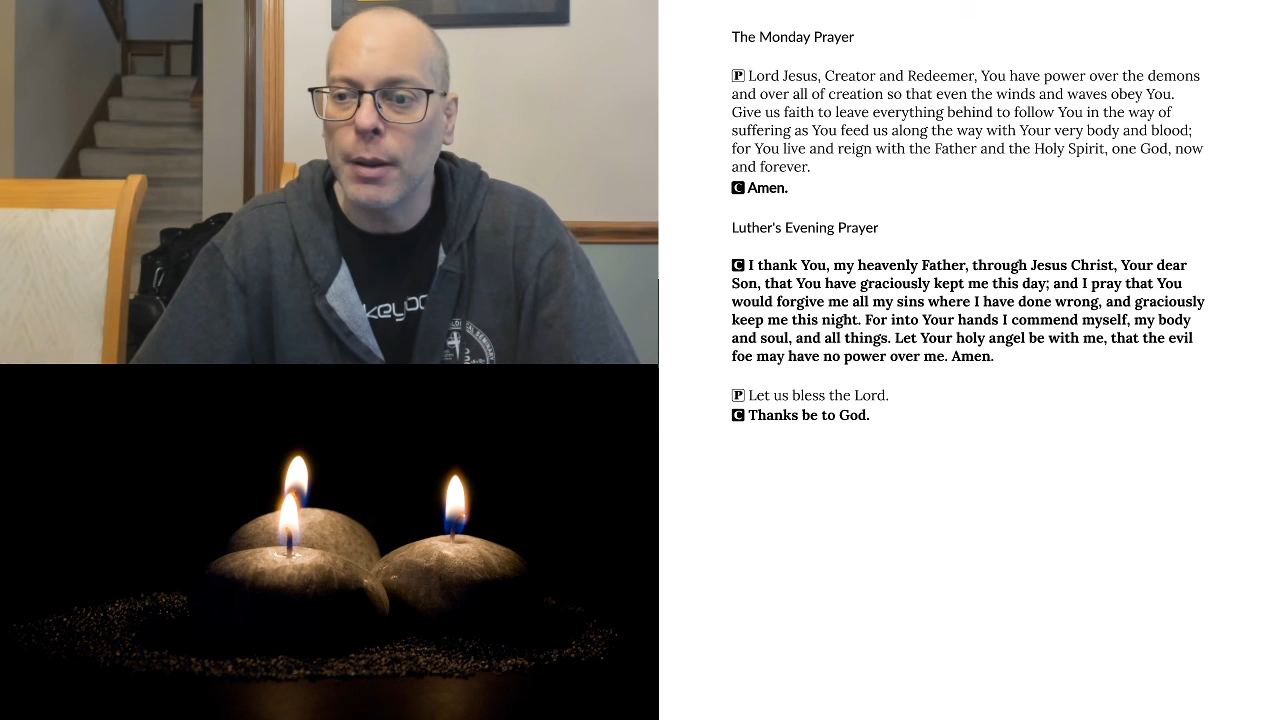 The Monday Prayer
P Lord Jesus, Creator and Redeemer, You have power over the demons
and over all of creation so that even the winds and waves obey You.
Give us faith to leave everything behind to follow You in the way of
suffering as You feed us along the way with Your very body and blood;
for You live and reign with the Father and the Holy Spirit, one God, now
and forever.
C Amen.
Luther's Evening Prayer
C I thank You, my heavenly Father, through Jesus Christ, Your dear
Son, that You have graciously kept me this day; and I pray that You
would forgive me all my sins where I have done wrong, and graciously
keep me this night. For into Your hands I commend myself, my body
and soul, and all things. Let Your holy angel be with me, that the evil
foe may have no power over me. Amen.
P Let us bless the Lord.
C Thanks be to God.
SEMINARY